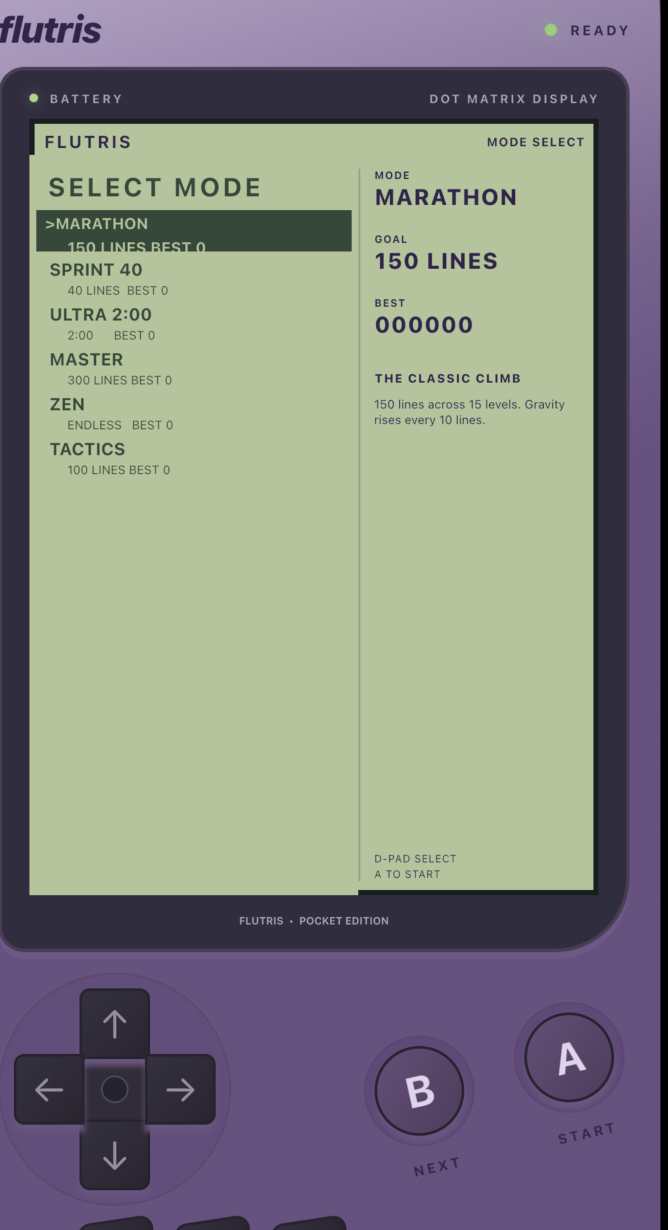 flutris
READY
BATTERY
DOT MATRIX DISPLAY
FLUTRIS
MODE SELECT
SELECT MODE
>MARATHON
150 LINES BEST 0
SPRINT 40
40 LINES BEST 0
ULTRA 2:00
2:00 BEST 0
MASTER
300 LINES BEST 0
ZEN
ENDLESS BEST 0
TACTICS
100 LINES BEST 0
MODE
MARATHON
GOAL
150 LINES
BEST
000000
THE CLASSIC CLIMB
150 lines across 15 levels. Gravity
rises every 10 lines.
D-PAD SELECT
A TO START
FLUTRIS • POCKET EDITION
B
A
NEXT
START